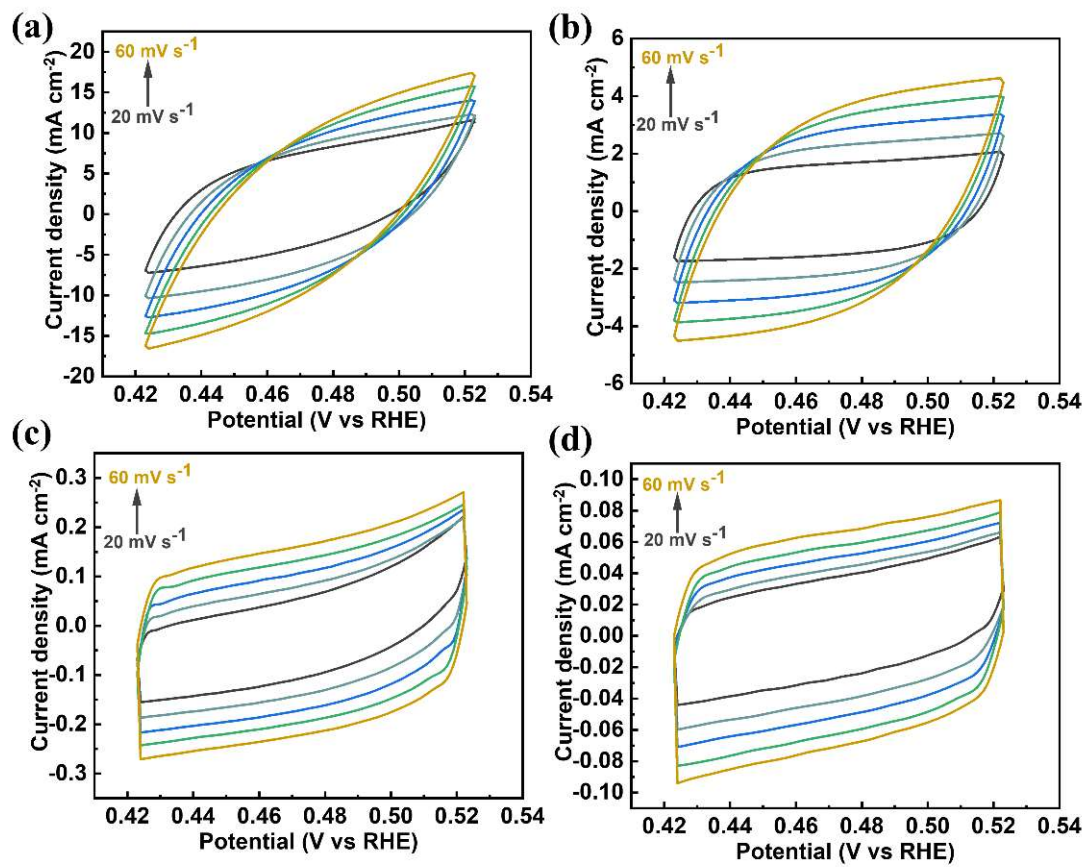 (a)
Current density (mA cm-2)
20
15
10
5
0
-5
-10
-15
-20
60 mV s-1
20 mV s-1
0.42 0.44 0.46 0.48 0.50 0.52 0.54
Potential (V vs RHE)
(b)
Current density (mA cm-2)
6
4
2
0
-2
-4
-6
60 mV s-1
20 mV s-1
0.42 0.44 0.46 0.48 0.50 0.52 0.54
Potential (V vs RHE)
(c)
Current density (mA cm-2)
0.3
0.2
0.1
0.0
-0.1
-0.2
-0.3
60 mV s-1
20 mV s-1
0.42 0.44 0.46 0.48 0.50 0.52 0.54
Potential (V vs RHE)
(d)
Current density (mA cm-2)
0.10
0.08
0.06
0.04
0.02
0.00
-0.02
-0.04
-0.06
-0.08
-0.10
60 mV s-1
20 mV s-1
0.42 0.44 0.46 0.48 0.50 0.52 0.54
Potential (V vs RHE)